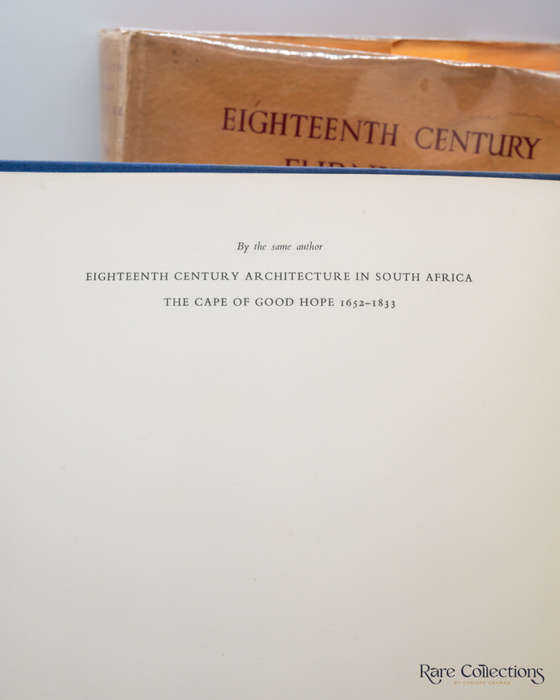 EIGHTEENTH CENTURY
By the same author
EIGHTEENTH CENTURY ARCHITECTURE IN SOUTH AFRICA
THE CAPE OF GOOD HOPE 1652–1833
Rare Collections